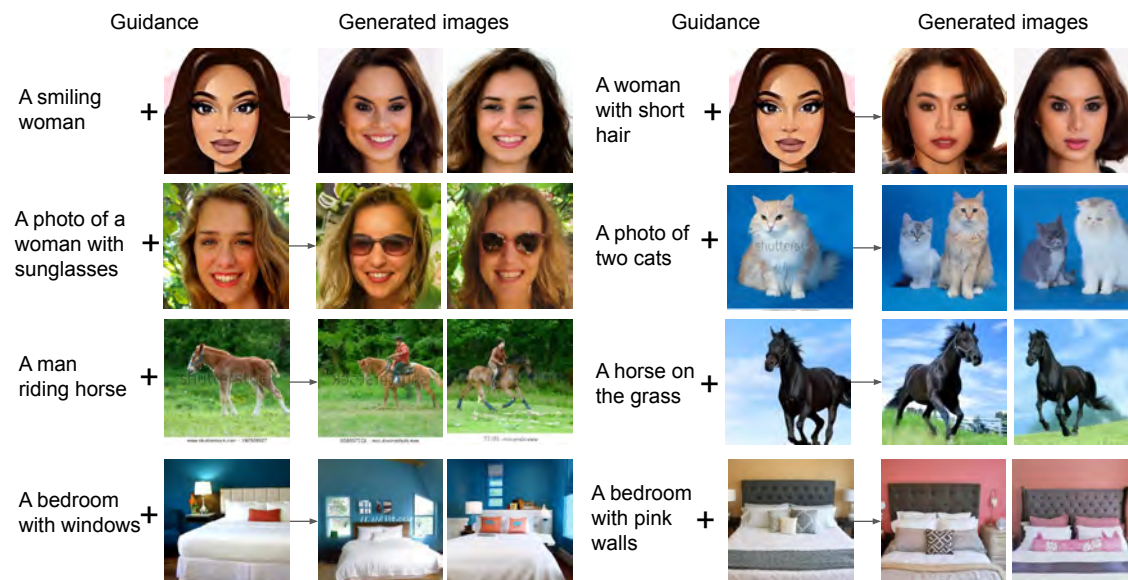 Guidance
Generated images
Guidance
Generated images
A smiling
woman
+
A woman
with short
hair
+
A photo of a
woman with
sunglasses
+
A photo of
two cats
+
A man
riding horse
+
A horse on
the grass
+
A bedroom
with windows
+
A bedroom
with pink
walls
+